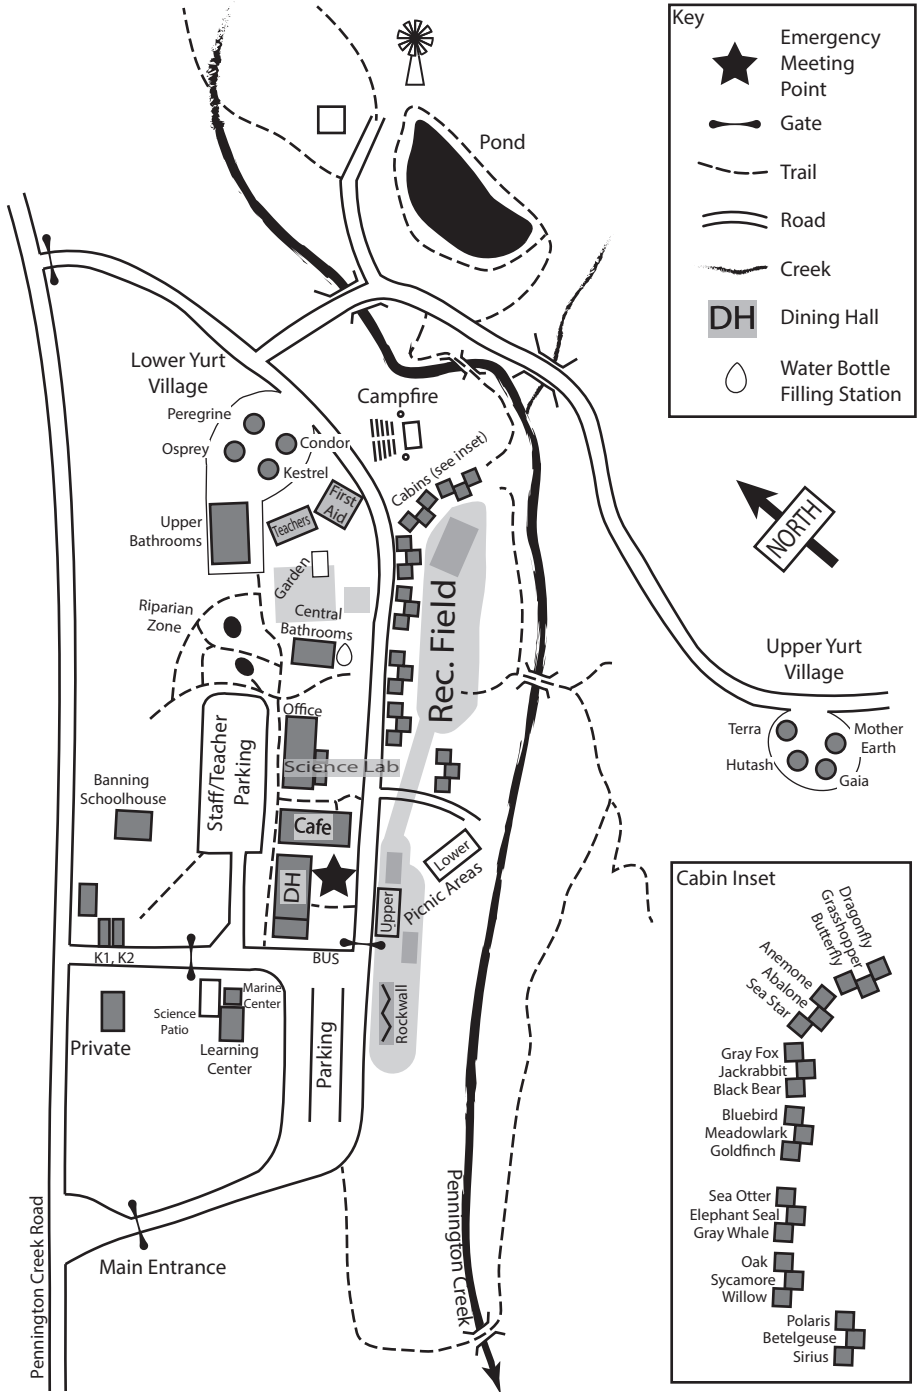 Key
Emergency
Meeting
Point
Gate
Trail
Road
Creek
DH
Dining Hall
Water Bottle
Filling Station
Pond
Lower Yurt
Village
Peregrine
Osprey
Condor
Kestrel
Campfire
Cabins (see inset)
Upper
Bathrooms
Teachers
First
Aid
NORTH
Garden
Riparian
Zone
Central
Bathrooms
Rec. Field
Upper Yurt
Village
Terra
Mother
Earth
Hutash
Gaia
Office
Science Lab
Staff/Teacher
Parking
Banning
Schoolhouse
Cafe
DH
Lower
Upper
Picnic Areas
K1, K2
BUS
Marine
Center
Science
Patio
Learning
Center
Private
Parking
Rockwall
Main Entrance
Pennington Creek Road
Pennington Creek
Cabin Inset
Dragonfly
Grasshopper
Butterfly
Anemone
Abalone
Sea Star
Gray Fox
Jackrabbit
Black Bear
Bluebird
Meadowlark
Goldfinch
Sea Otter
Elephant Seal
Gray Whale
Oak
Sycamore
Willow
Polaris
Betelgeuse
Sirius